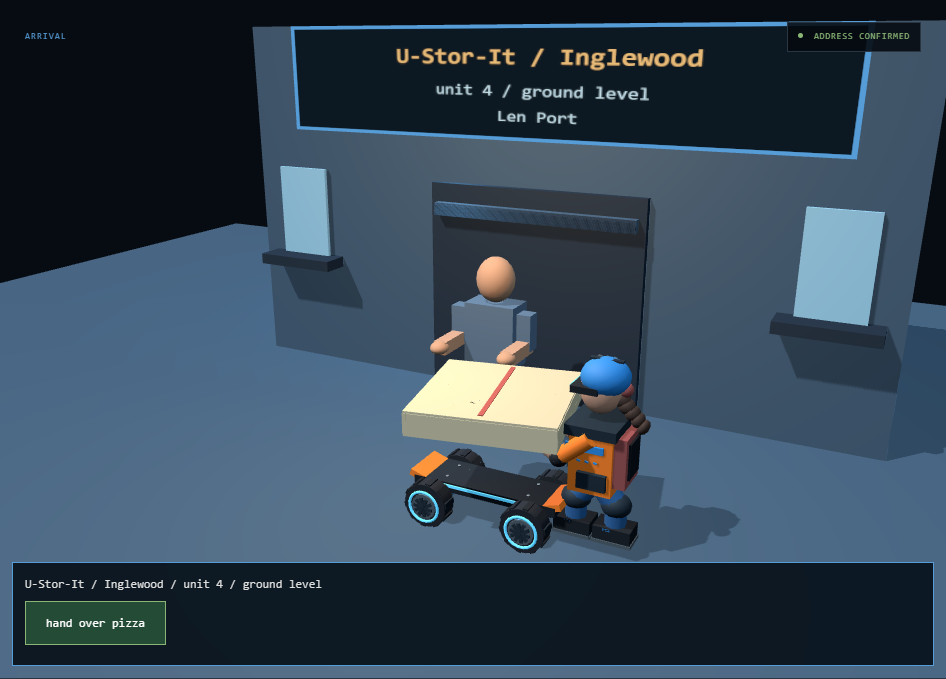 ARRIVAL
ADDRESS CONFIRMED
U-Stor-It / Inglewood
unit 4 / ground level
Len Port
U-Stor-It / Inglewood / unit 4 / ground level
hand over pizza